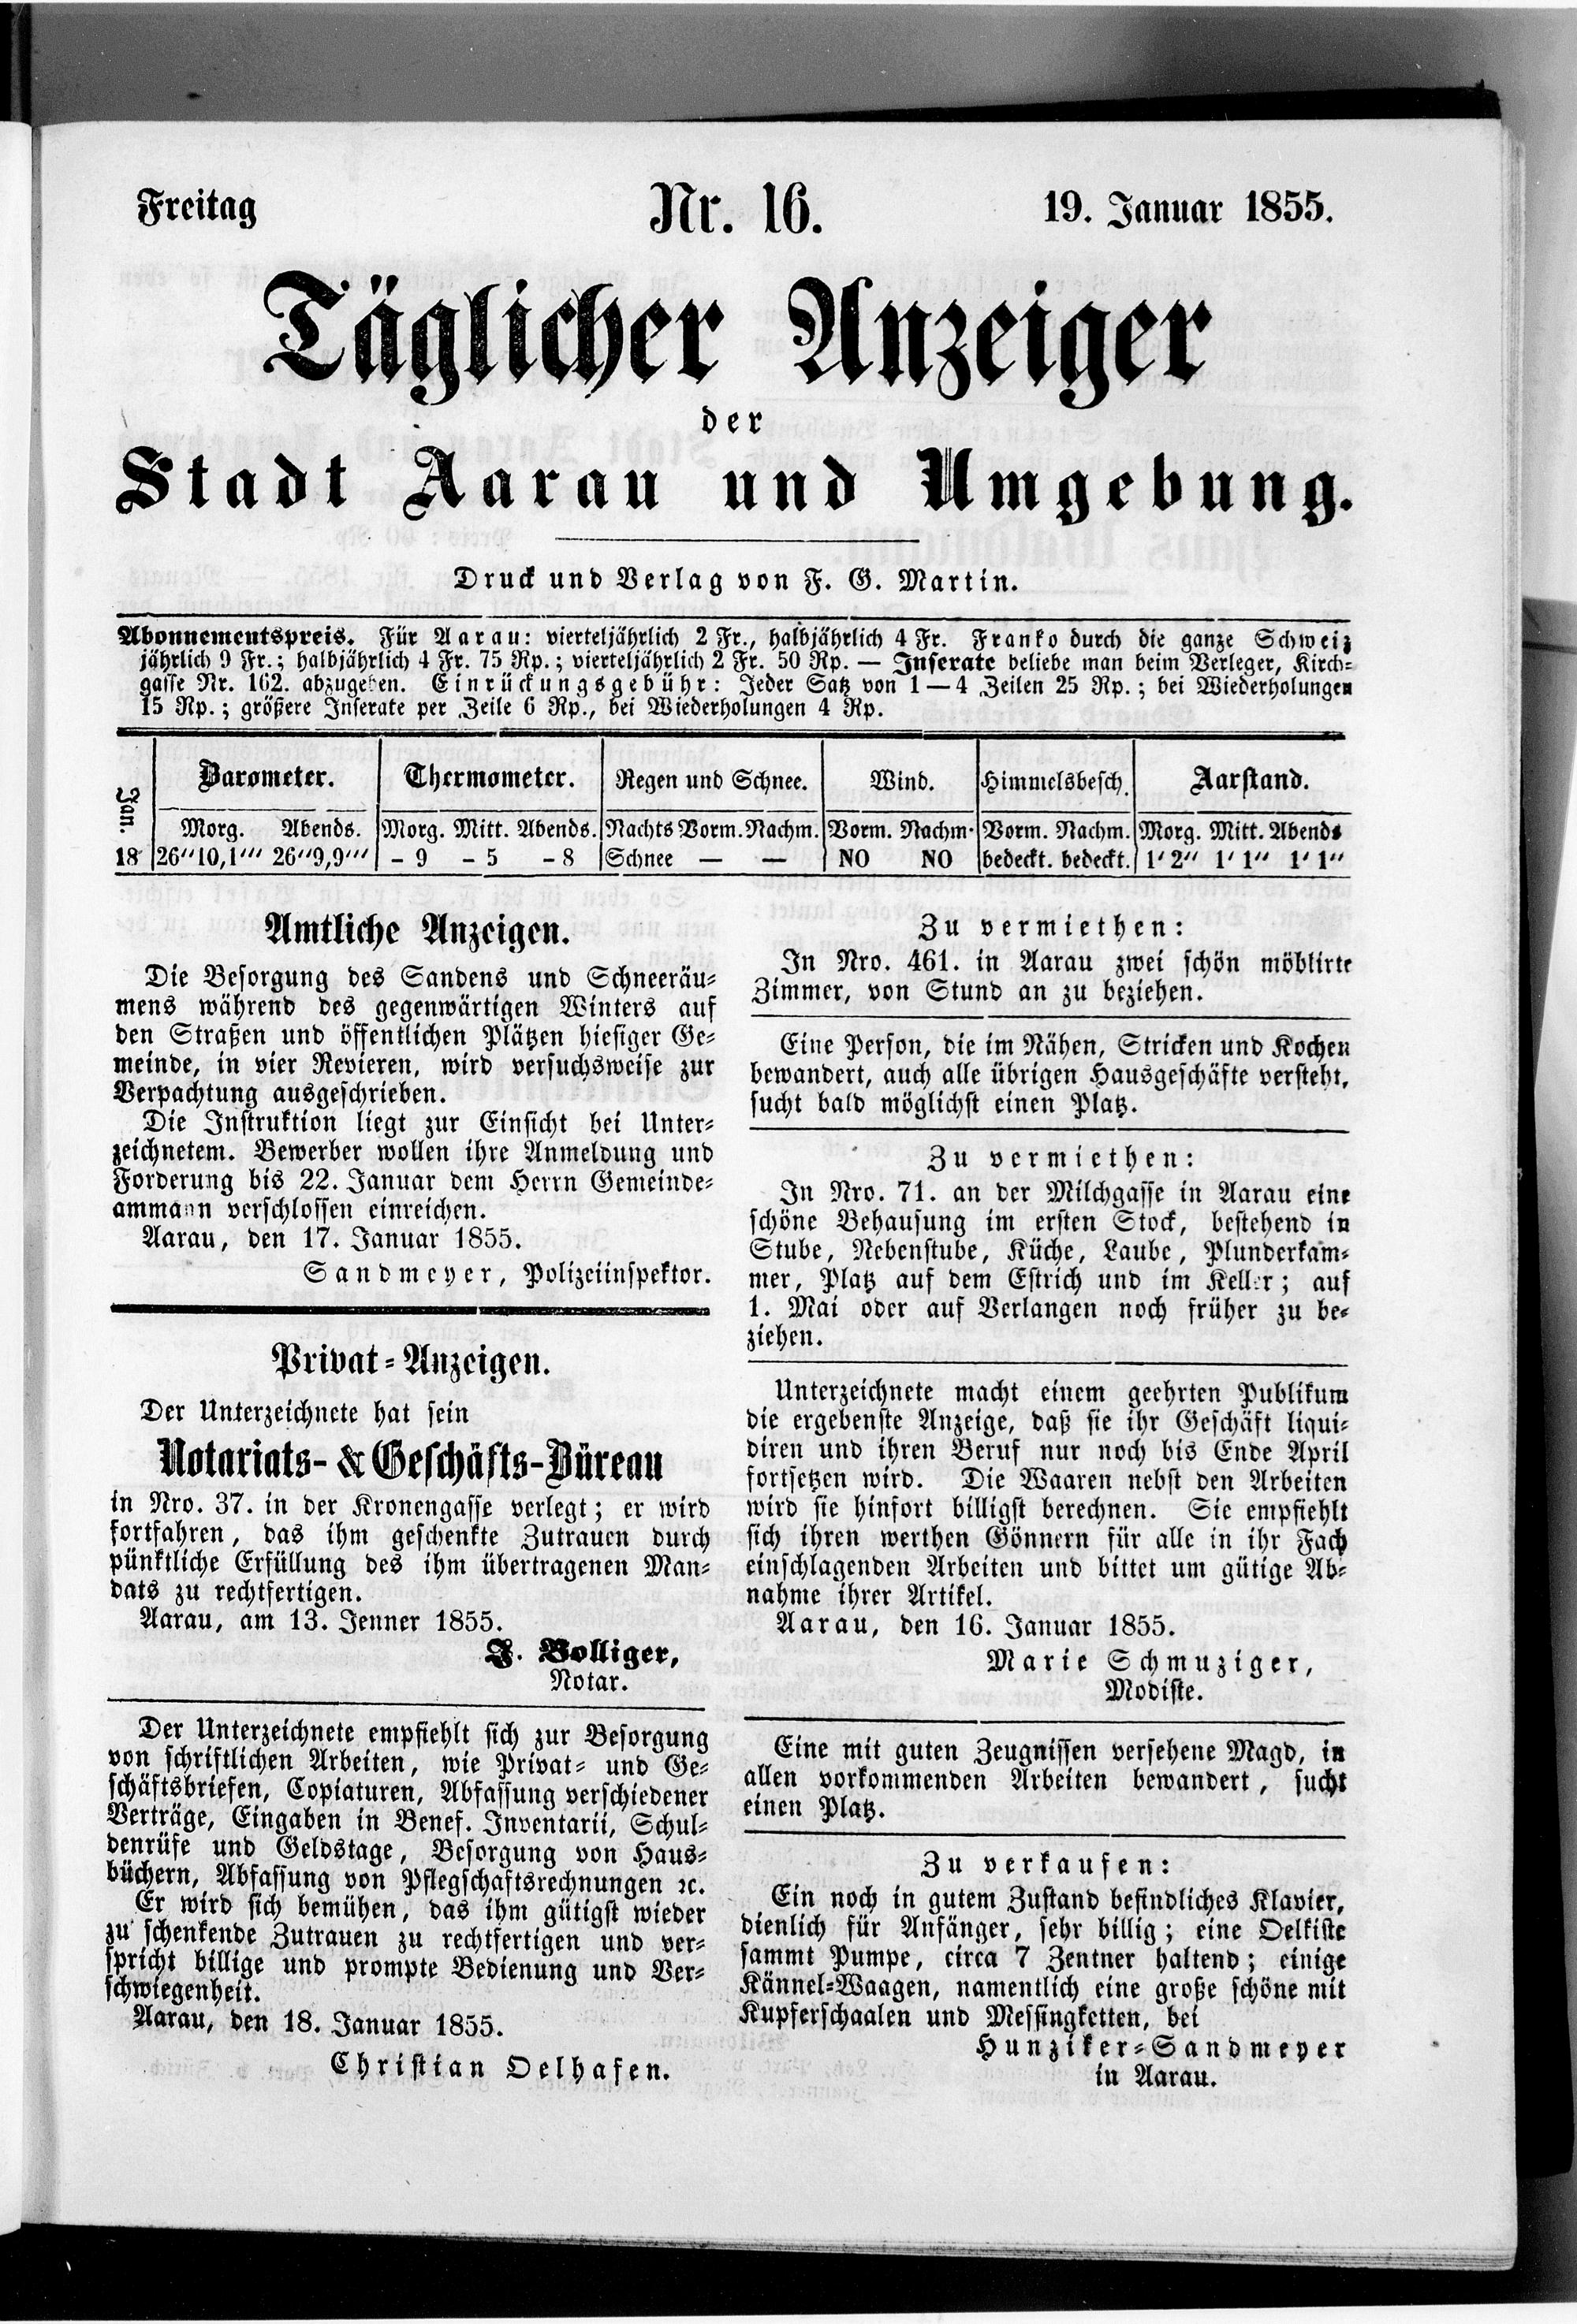 Freitag Nr. 16. 19. Januar 1855.
Täglicher Anzeiger
der
Stadt Aarau und Umgebung.
Druck und Verlag von F. G. Martin.
Abonnementspreis. Für Aarau: vierteljährlich 2 Fr., halbjährlich 4 Fr. Franko durch die ganze Schweiz
jährlich 9 Fr.; halbjährlich 4 Fr. 75 Rp.; vierteljährlich 2 Fr. 50 Rp. — Inserate beliebe man beim Verleger, Kirch-
gasse Nr. 162. abzugeben. Einrückungsgebühr: Jeder Satz von 1—4 Zeilen 25 Rp.; bei Wiederholungen
15 Rp.; größere Inserate per Zeile 6 Rp., bei Wiederholungen 4 Rp.
Jan. Barometer. Thermometer. Regen und Schnee. Wind. Himmelsbesch. Aarstand.
Morg. Abends. Morg. Mitt. Abends. Nachts Vorm. Nachm. Vorm. Nachm. Vorm. Nachm. Morg. Mitt. Abends
18 26''10,1''' 26''9,9''' - 9 - 5 - 8 Schnee — — NO NO bedeckt. bedeckt. 1' 2'' 1' 1'' 1' 1''
Amtliche Anzeigen.
Die Besorgung des Sandens und Schneeräu-
mens während des gegenwärtigen Winters auf
den Straßen und öffentlichen Plätzen hiesiger Ge-
meinde, in vier Revieren, wird versuchsweise zur
Verpachtung ausgeschrieben.
Die Instruktion liegt zur Einsicht bei Unter-
zeichnetem. Bewerber wollen ihre Anmeldung und
Forderung bis 22. Januar dem Herrn Gemeinde-
ammann verschlossen einreichen.
Aarau, den 17. Januar 1855.
Sandmeyer, Polizeiinspektor.
Privat-Anzeigen.
Der Unterzeichnete hat sein
Notariats- & Geschäfts-Büreau
in Nro. 37. in der Kronengasse verlegt; er wird
fortfahren, das ihm geschenkte Zutrauen durch
pünktliche Erfüllung des ihm übertragenen Man-
dats zu rechtfertigen.
Aarau, am 13. Jenner 1855.
J. Bolliger,
Notar.
Der Unterzeichnete empfiehlt sich zur Besorgung
von schriftlichen Arbeiten, wie Privat- und Ge-
schäftsbriefen, Copiaturen, Abfassung verschiedener
Verträge, Eingaben in Benef. Inventarii, Schul-
denrüfe und Geldstage, Besorgung von Haus-
büchern, Abfassung von Pflegschaftsrechnungen ꝛc.
Er wird sich bemühen, das ihm gütigst wieder
zu schenkende Zutrauen zu rechtfertigen und ver-
spricht billige und prompte Bedienung und Ver-
schwiegenheit.
Aarau, den 18. Januar 1855.
Christian Oelhafen.
Zu vermiethen:
In Nro. 461. in Aarau zwei schön möblirte
Zimmer, von Stund an zu beziehen.
Eine Person, die im Nähen, Stricken und Kochen
bewandert, auch alle übrigen Hausgeschäfte versteht,
sucht bald möglichst einen Platz.
Zu vermiethen:
In Nro. 71. an der Milchgasse in Aarau eine
schöne Behausung im ersten Stock, bestehend in
Stube, Nebenstube, Küche, Laube, Plunderkam-
mer, Platz auf dem Estrich und im Keller; auf
1. Mai oder auf Verlangen noch früher zu be-
ziehen.
Unterzeichnete macht einem geehrten Publikum
die ergebenste Anzeige, daß sie ihr Geschäft liqui-
diren und ihren Beruf nur noch bis Ende April
fortsetzen wird. Die Waaren nebst den Arbeiten
wird sie hinfort billigst berechnen. Sie empfiehlt
sich ihren werthen Gönnern für alle in ihr Fach
einschlagenden Arbeiten und bittet um gütige Ab-
nahme ihrer Artikel.
Aarau, den 16. Januar 1855.
Marie Schmuziger,
Modiste.
Eine mit guten Zeugnissen versehene Magd, in
allen vorkommenden Arbeiten bewandert, sucht
einen Platz.
Zu verkaufen:
Ein noch in gutem Zustand befindliches Klavier,
dienlich für Anfänger, sehr billig; eine Oelkiste
sammt Pumpe, circa 7 Zentner haltend; einige
Kännel-Waagen, namentlich eine große schöne mit
Kupferschaalen und Messingketten, bei
Hunziker-Sandmeyer
in Aarau.